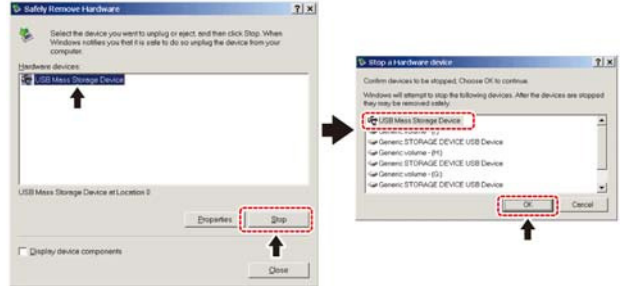 Safely Remove Hardware
Select the device you want to unplug or eject, and then click Stop. When
Windows notifies you that it is safe to do so unplug the device from your
computer.
Hardware devices:
USB Mass Storage Device
USB Mass Storage Device at Location 0
Properties
Stop
Display device components
Close
Stop a Hardware device
Confirm devices to be stopped, Choose OK to continue.
Windows will attempt to stop the following devices. After the devices are stopped
they may be removed safely.
USB Mass Storage Device
Generic volume - (I:)
Generic STORAGE DEVICE USB Device
Generic volume - (H:)
Generic STORAGE DEVICE USB Device
Generic volume - (G:)
Generic STORAGE DEVICE USB Device
OK
Cancel